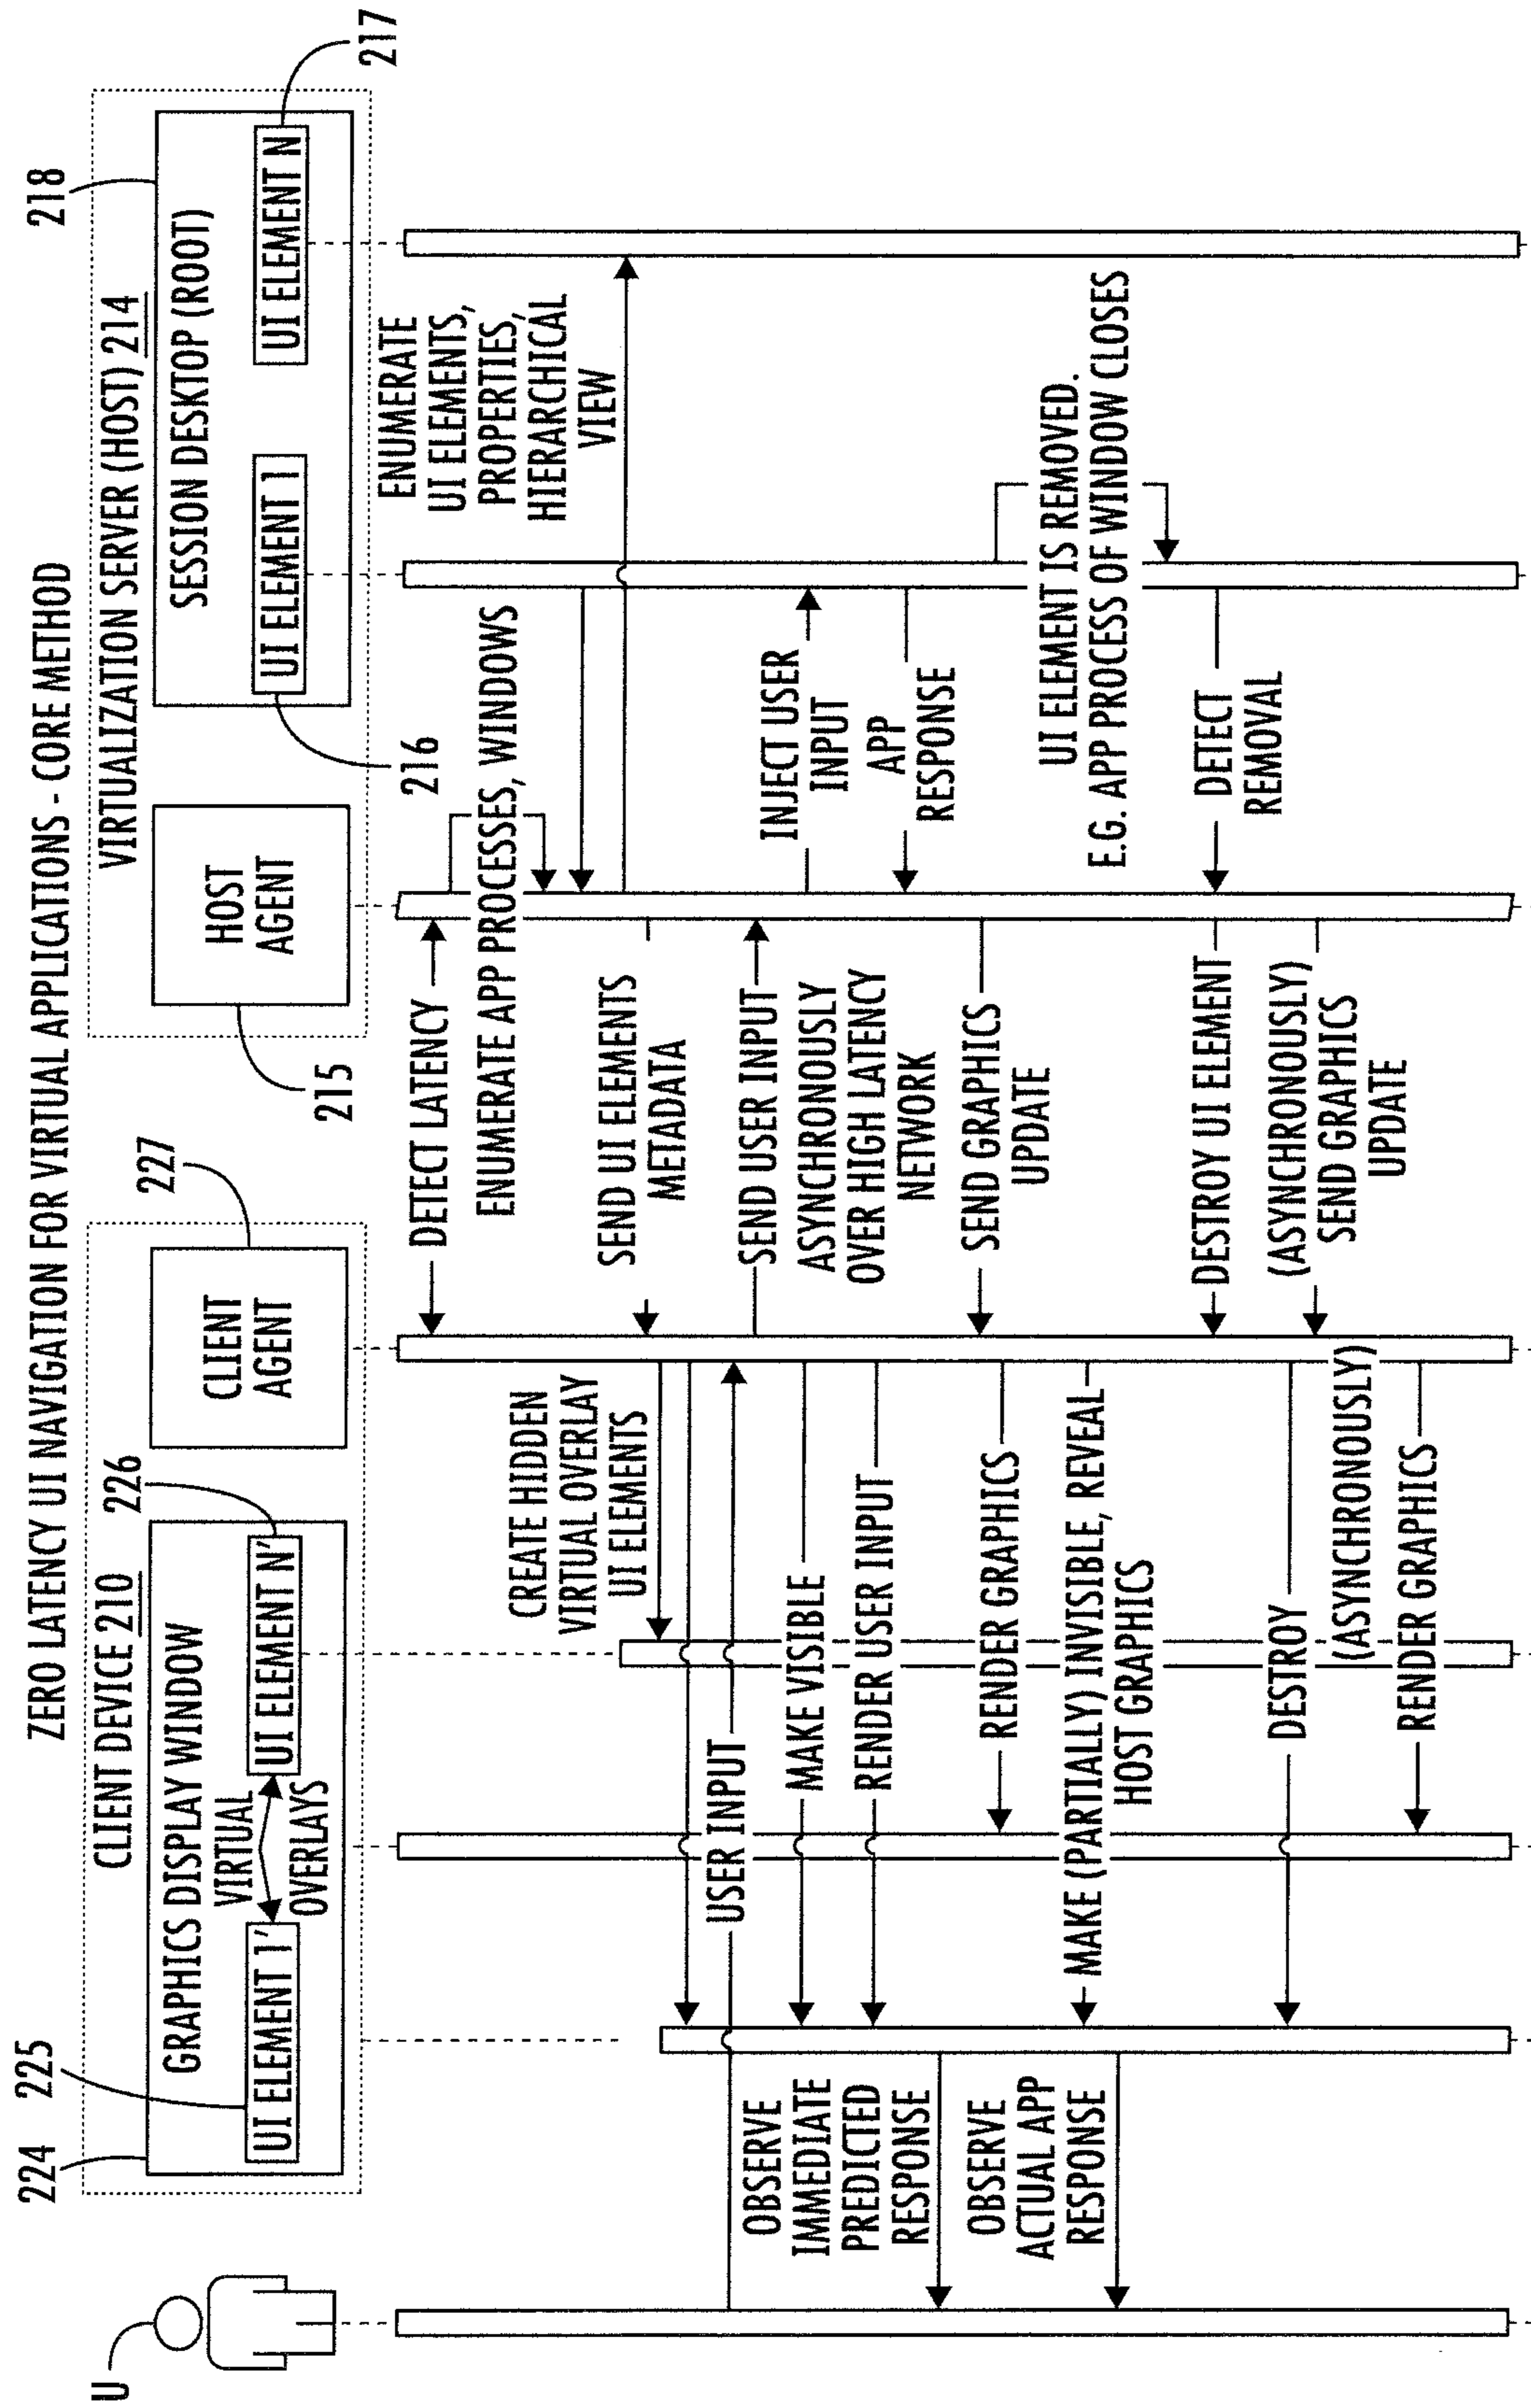 ZERO LATENCY UI NAVIGATION FOR VIRTUAL APPLICATIONS - CORE METHOD
U
224
225
CLIENT DEVICE 210
226
227
GRAPHICS DISPLAY WINDOW
UI ELEMENT 1'
VIRTUAL
OVERLAYS
UI ELEMENT N'
CLIENT
AGENT
215
VIRTUALIZATION SERVER (HOST) 214
218
HOST
AGENT
SESSION DESKTOP (ROOT)
UI ELEMENT 1
UI ELEMENT N
216
217
DETECT LATENCY
ENUMERATE APP PROCESSES, WINDOWS
ENUMERATE
UI ELEMENTS,
PROPERTIES,
HIERARCHICAL
VIEW
SEND UI ELEMENTS
METADATA
CREATE HIDDEN
VIRTUAL OVERLAY
UI ELEMENTS
USER INPUT
SEND USER INPUT
ASYNCHRONOUSLY
OVER HIGH LATENCY
NETWORK
INJECT USER
INPUT
MAKE VISIBLE
RENDER USER INPUT
APP
RESPONSE
OBSERVE
IMMEDIATE
PREDICTED
RESPONSE
SEND GRAPHICS
UPDATE
RENDER GRAPHICS
OBSERVE
ACTUAL APP
RESPONSE
MAKE (PARTIALLY) INVISIBLE, REVEAL
HOST GRAPHICS
UI ELEMENT IS REMOVED.
E.G. APP PROCESS OF WINDOW CLOSES
DETECT
REMOVAL
DESTROY UI ELEMENT
DESTROY
(ASYNCHRONOUSLY)
SEND GRAPHICS
UPDATE
(ASYNCHRONOUSLY)
RENDER GRAPHICS